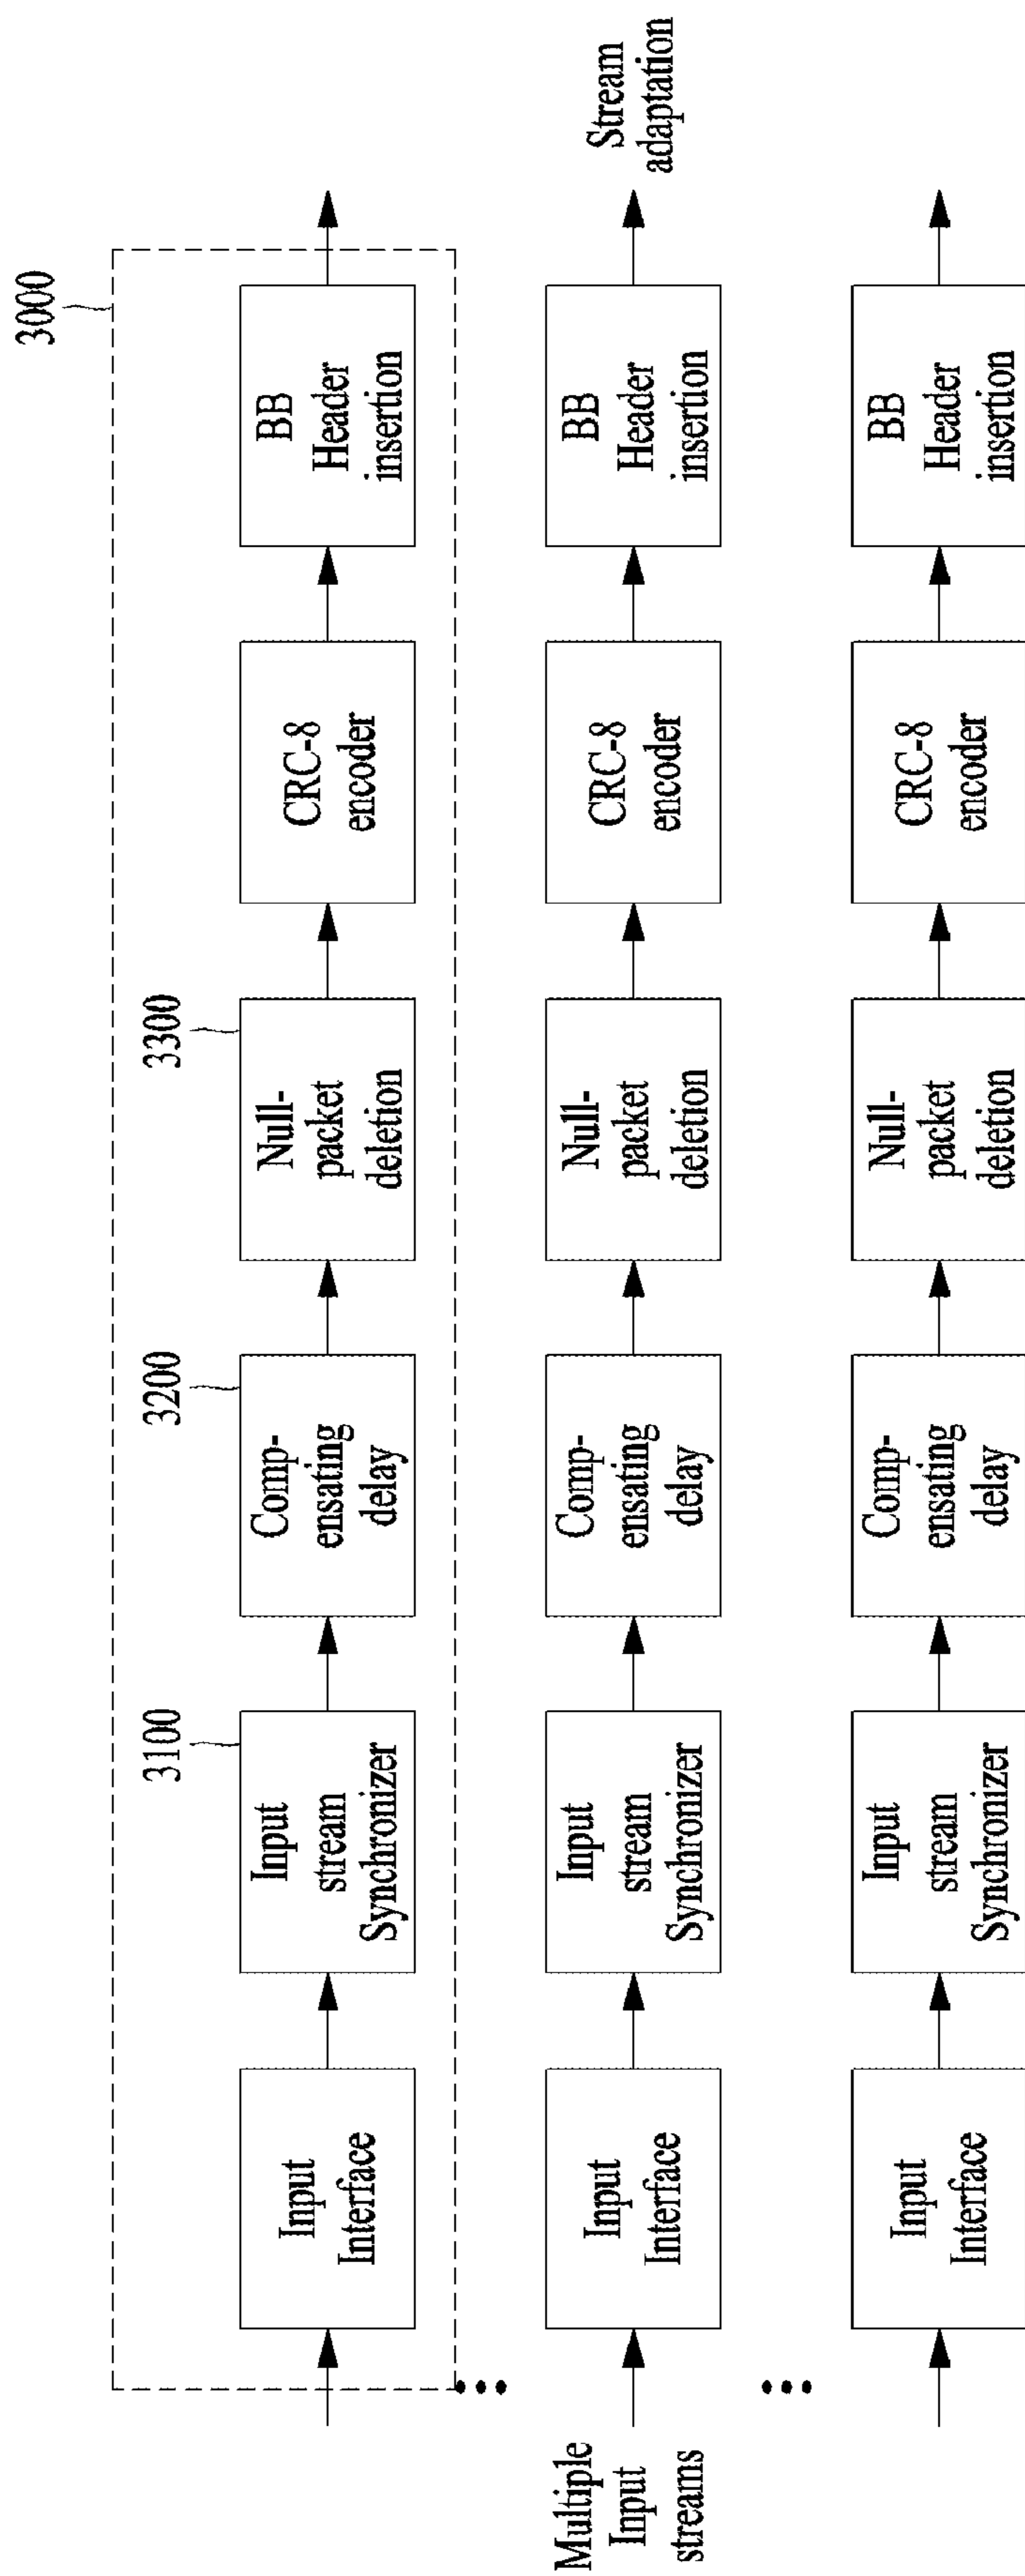 3000
3100
3200
3300
Input
Interface
Input
stream
Synchronizer
Comp-
ensating
delay
Null-
packet
deletion
CRC-8
encoder
BB
Header
insertion
Multiple
Input
streams
Input
Interface
Input
stream
Synchronizer
Comp-
ensating
delay
Null-
packet
deletion
CRC-8
encoder
BB
Header
insertion
Stream
adaptation
Input
Interface
Input
stream
Synchronizer
Comp-
ensating
delay
Null-
packet
deletion
CRC-8
encoder
BB
Header
insertion